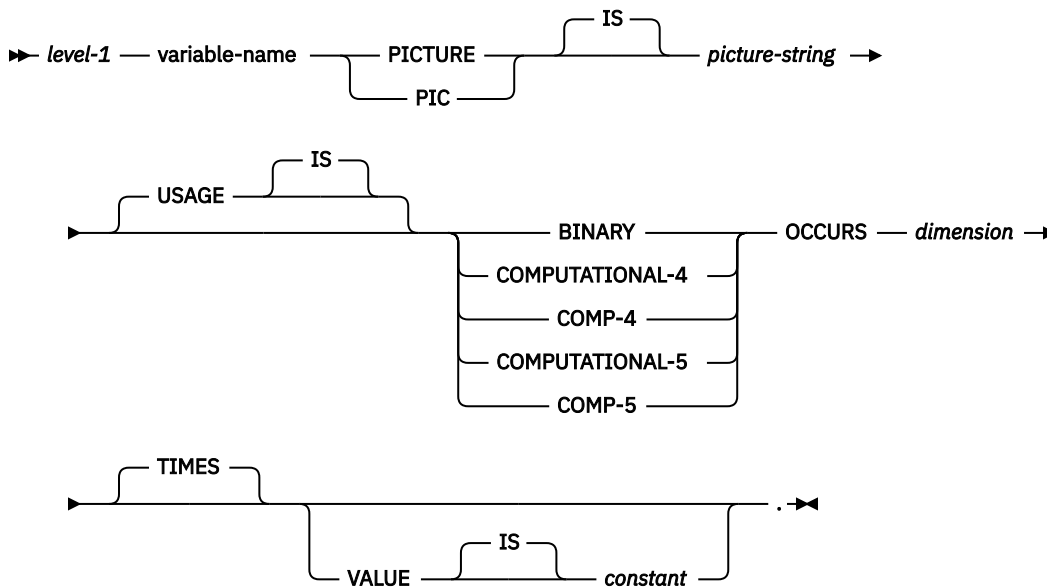 IS
level-1 variable-name PICTURE picture-string
PIC
IS
USAGE
BINARY OCCURS dimension
COMPUTATIONAL-4
COMP-4
COMPUTATIONAL-5
COMP-5
TIMES
.
IS
VALUE constant